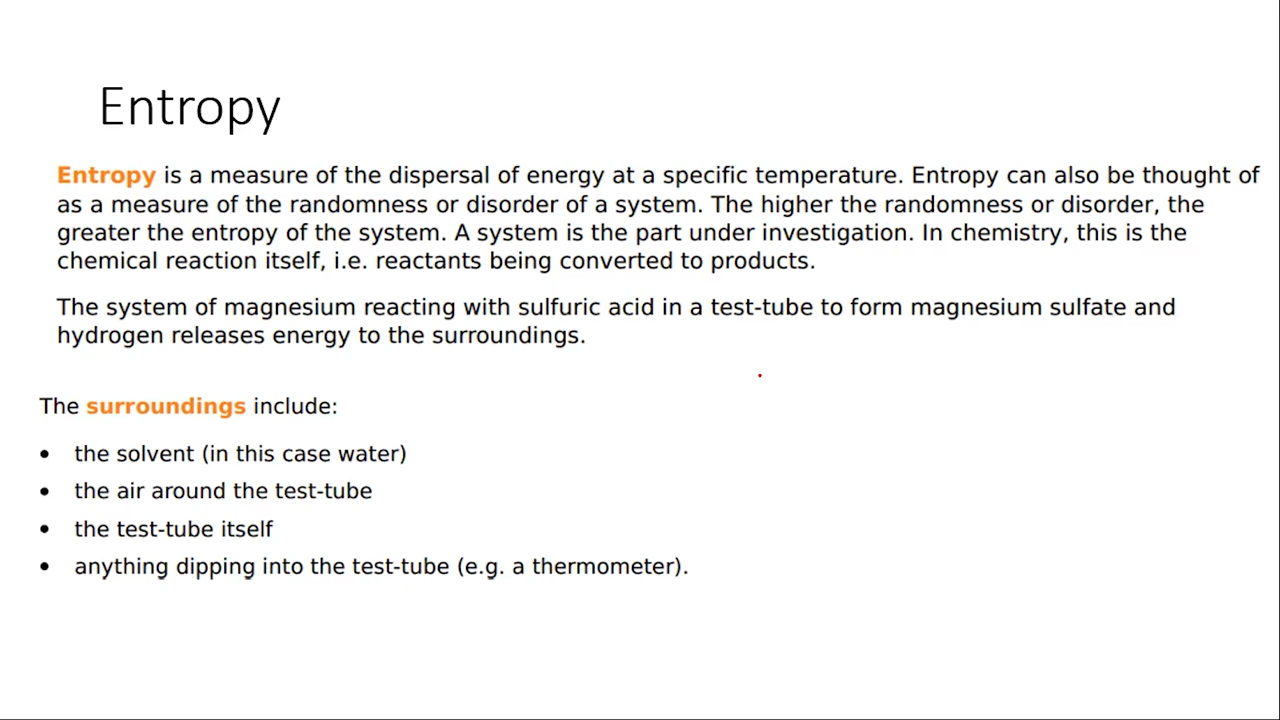 Entropy
Entropy is a measure of the dispersal of energy at a specific temperature. Entropy can also be thought of
as a measure of the randomness or disorder of a system. The higher the randomness or disorder, the
greater the entropy of the system. A system is the part under investigation. In chemistry, this is the
chemical reaction itself, i.e. reactants being converted to products.
The system of magnesium reacting with sulfuric acid in a test-tube to form magnesium sulfate and
hydrogen releases energy to the surroundings.
The surroundings include:
• the solvent (in this case water)
• the air around the test-tube
• the test-tube itself
• anything dipping into the test-tube (e.g. a thermometer).